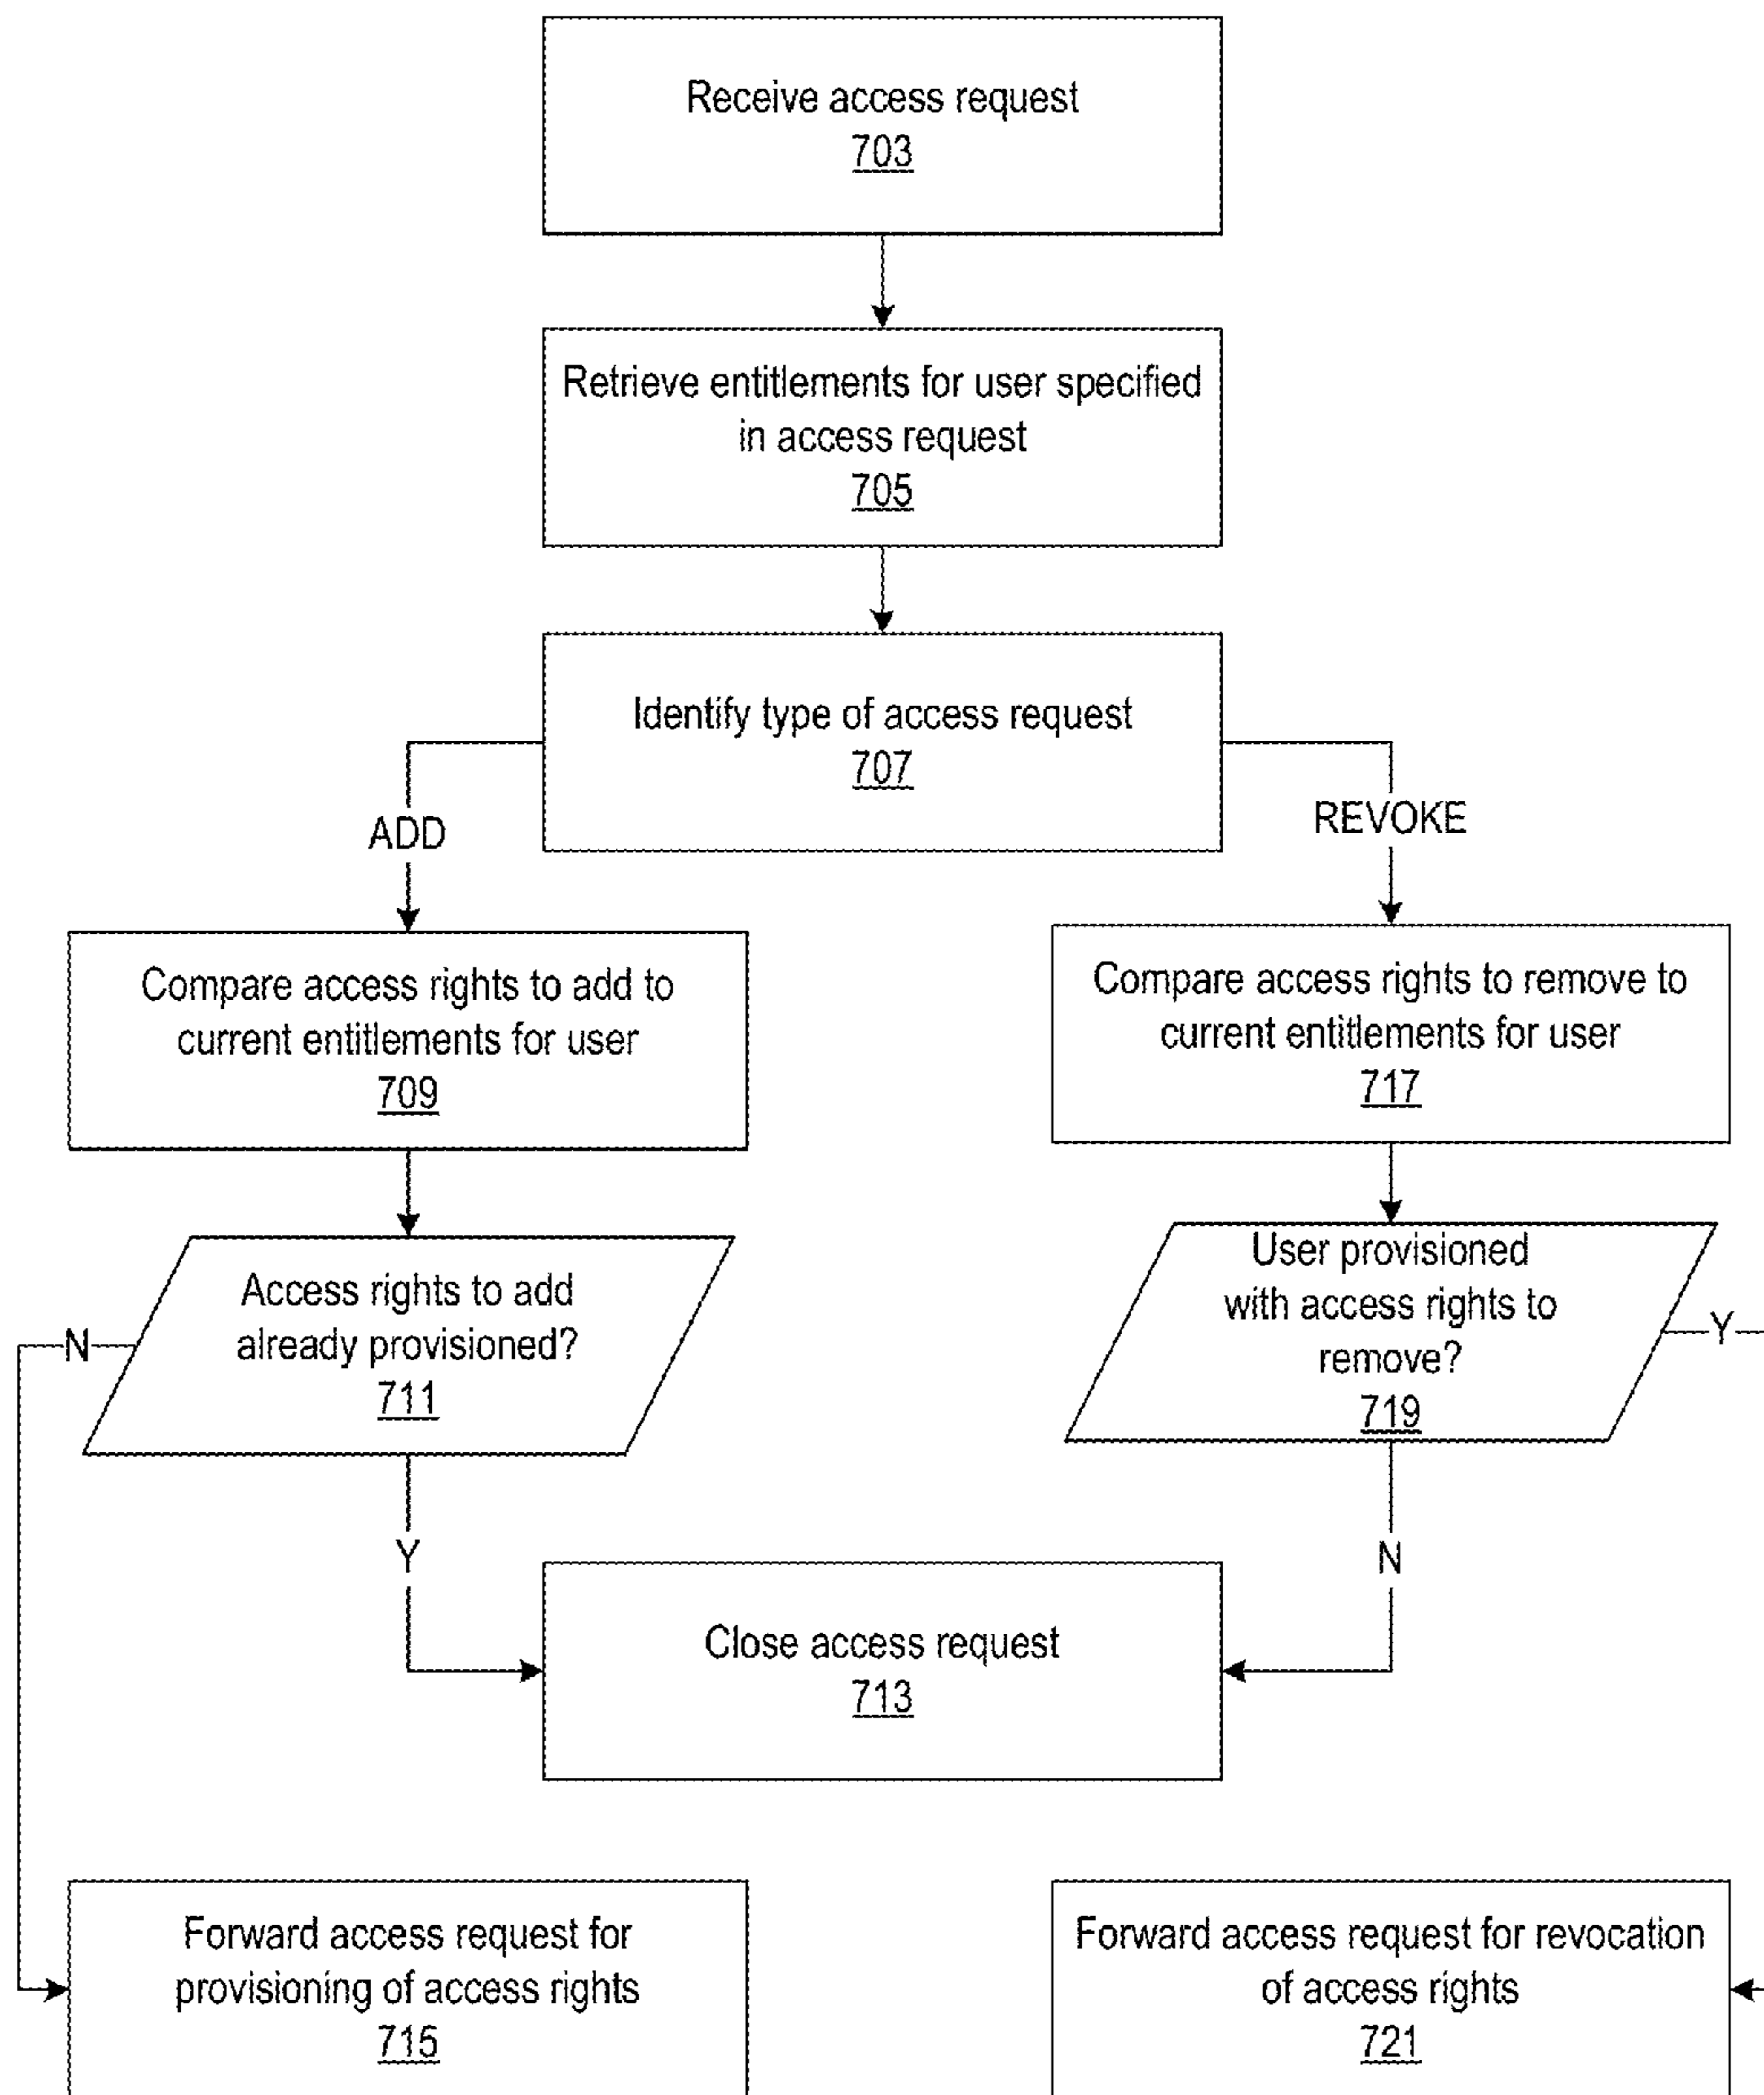 Receive access request
703
Retrieve entitlements for user specified
in access request
705
Identify type of access request
707
ADD
REVOKE
Compare access rights to add to
current entitlements for user
709
Compare access rights to remove to
current entitlements for user
717
Access rights to add
already provisioned?
711
N
User provisioned
with access rights to
remove?
719
Y
Y
N
Close access request
713
Forward access request for
provisioning of access rights
715
Forward access request for revocation
of access rights
721